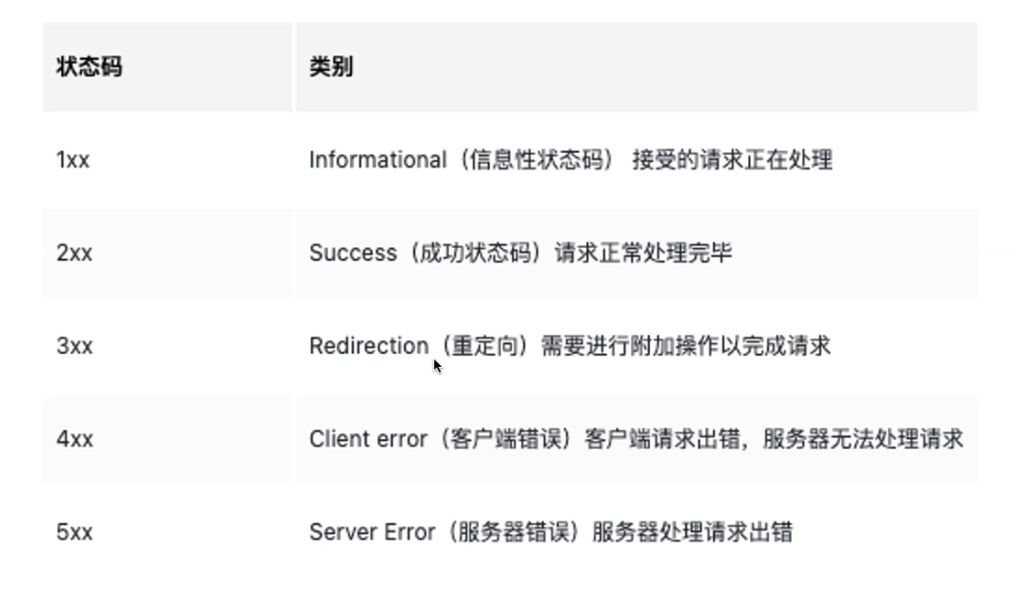 状态码 类别
1xx Informational（信息性状态码） 接受的请求正在处理
2xx Success（成功状态码）请求正常处理完毕
3xx Redirection（重定向）需要进行附加操作以完成请求
4xx Client error（客户端错误）客户端请求出错，服务器无法处理请求
5xx Server Error（服务器错误）服务器处理请求出错